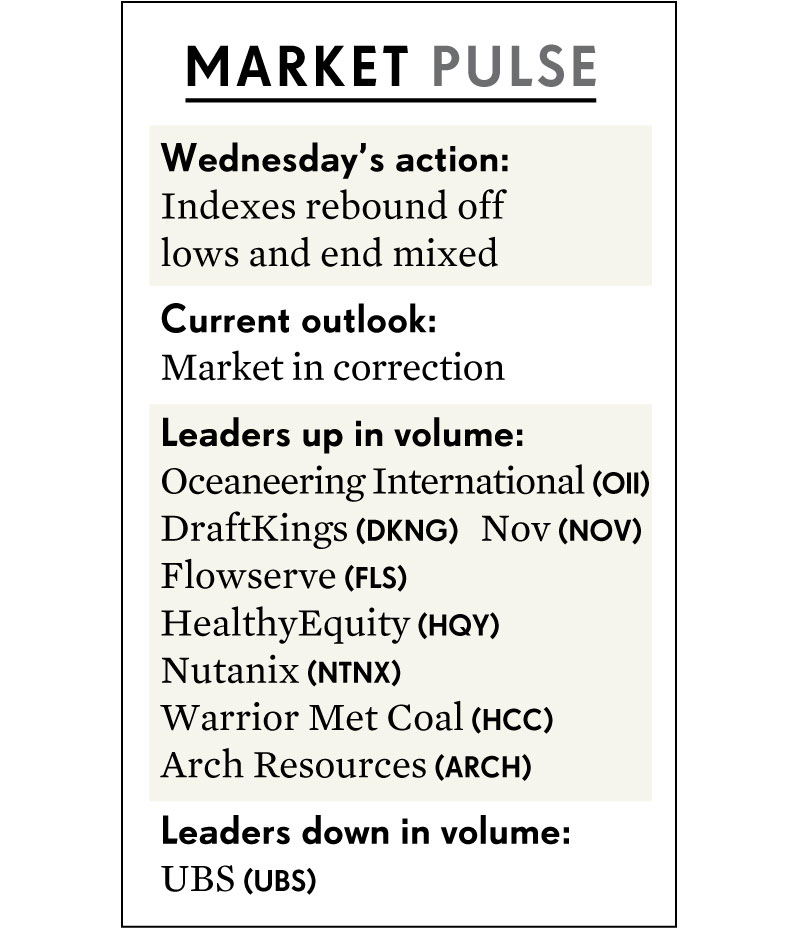 MARKET PULSE
Wednesday’s action:
Indexes rebound off
lows and end mixed
Current outlook:
Market in correction
Leaders up in volume:
Oceaneering International (OII)
DraftKings (DKNG) Nov (NOV)
Flowserve (FLS)
HealthyEquity (HQY)
Nutanix (NTNX)
Warrior Met Coal (HCC)
Arch Resources (ARCH)
Leaders down in volume:
UBS (UBS)